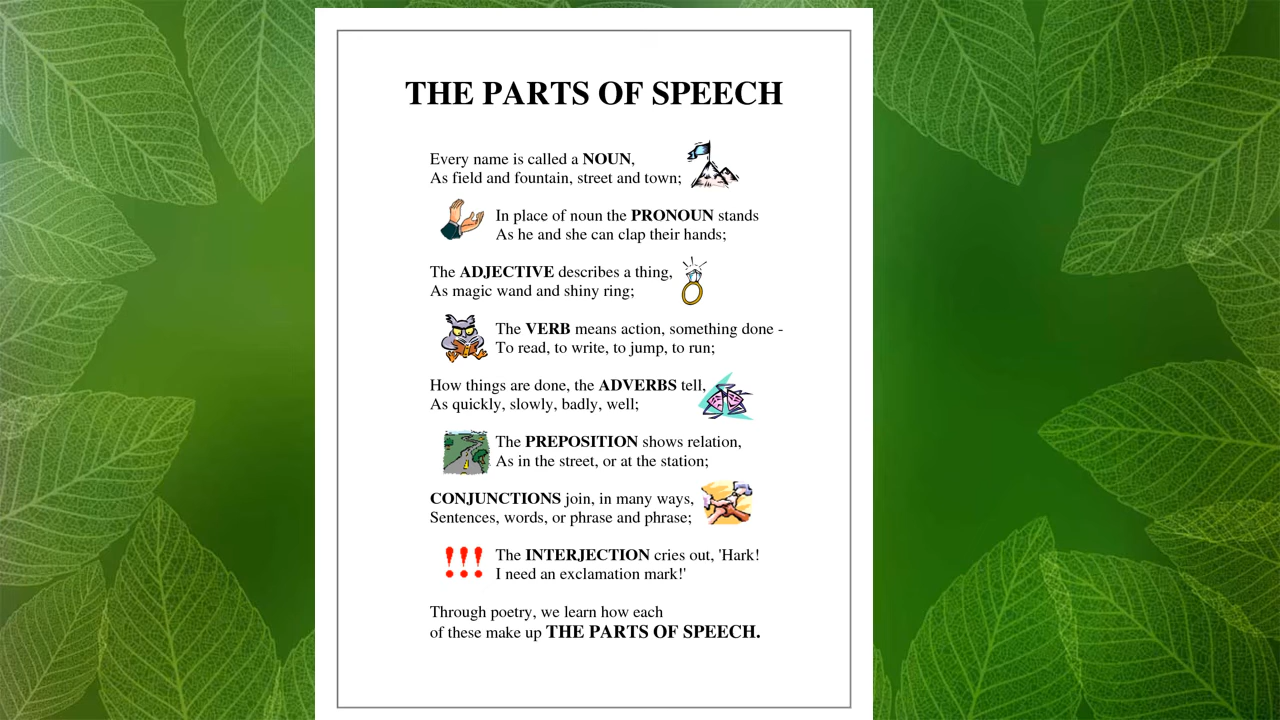 THE PARTS OF SPEECH
Every name is called a NOUN,
As field and fountain, street and town;
In place of noun the PRONOUN stands
As he and she can clap their hands;
The ADJECTIVE describes a thing,
As magic wand and shiny ring;
The VERB means action, something done -
To read, to write, to jump, to run;
How things are done, the ADVERBS tell,
As quickly, slowly, badly, well;
The PREPOSITION shows relation,
As in the street, or at the station;
CONJUNCTIONS join, in many ways,
Sentences, words, or phrase and phrase;
The INTERJECTION cries out, 'Hark!
I need an exclamation mark!'
Through poetry, we learn how each
of these make up THE PARTS OF SPEECH.